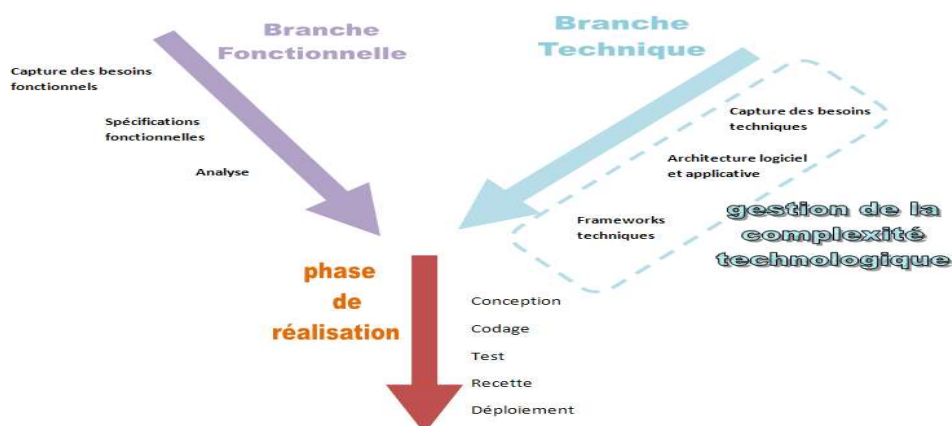 Branche
Fonctionnelle
Capture des besoins
fonctionnels
Spécifications
fonctionnelles
Analyse
Branche
Technique
Capture des besoins
techniques
Architecture logiciel
et applicative
Frameworks
techniques
gestion de la
complexité
technologique
phase
de
réalisation
Conception
Codage
Test
Recette
Déploiement